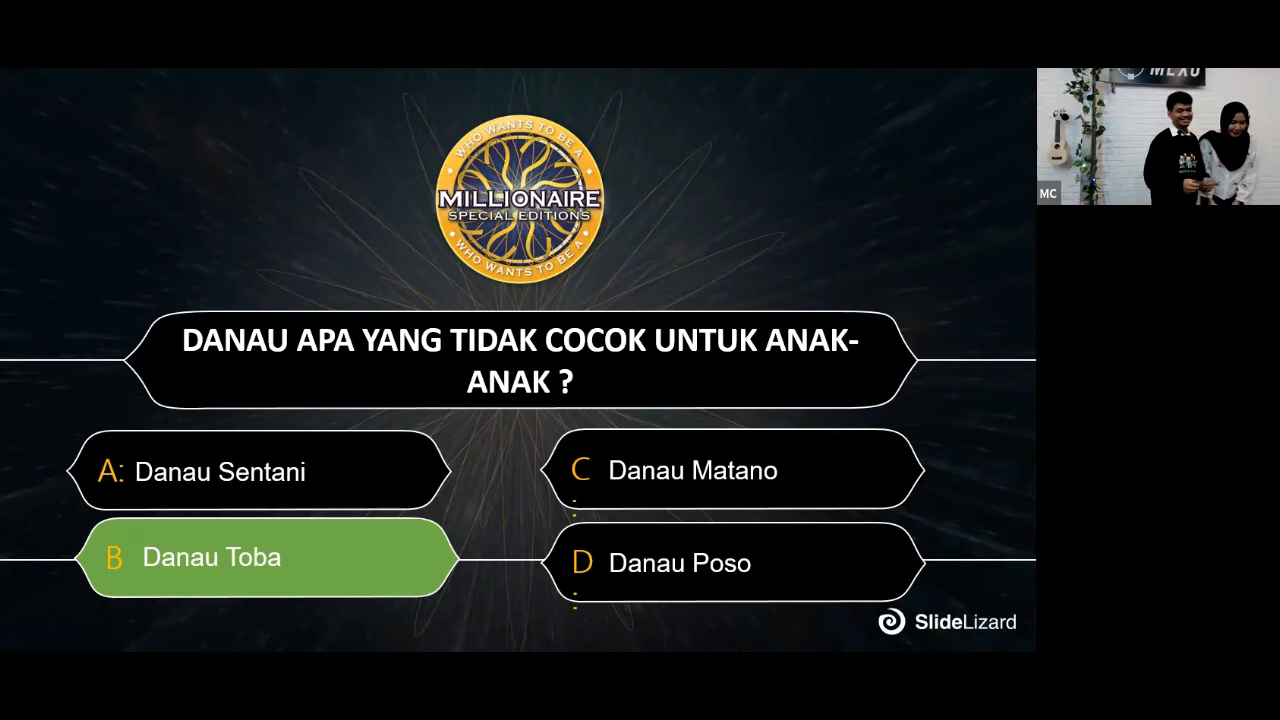 WHO WANTS TO BE A
MILLIONAIRE
SPECIAL EDITIONS
WHO WANTS TO BE A
DANAU APA YANG TIDAK COCOK UNTUK ANAK-
ANAK ?
A: Danau Sentani
B Danau Toba
C : Danau Matano
D : Danau Poso
SlideLizard
MC